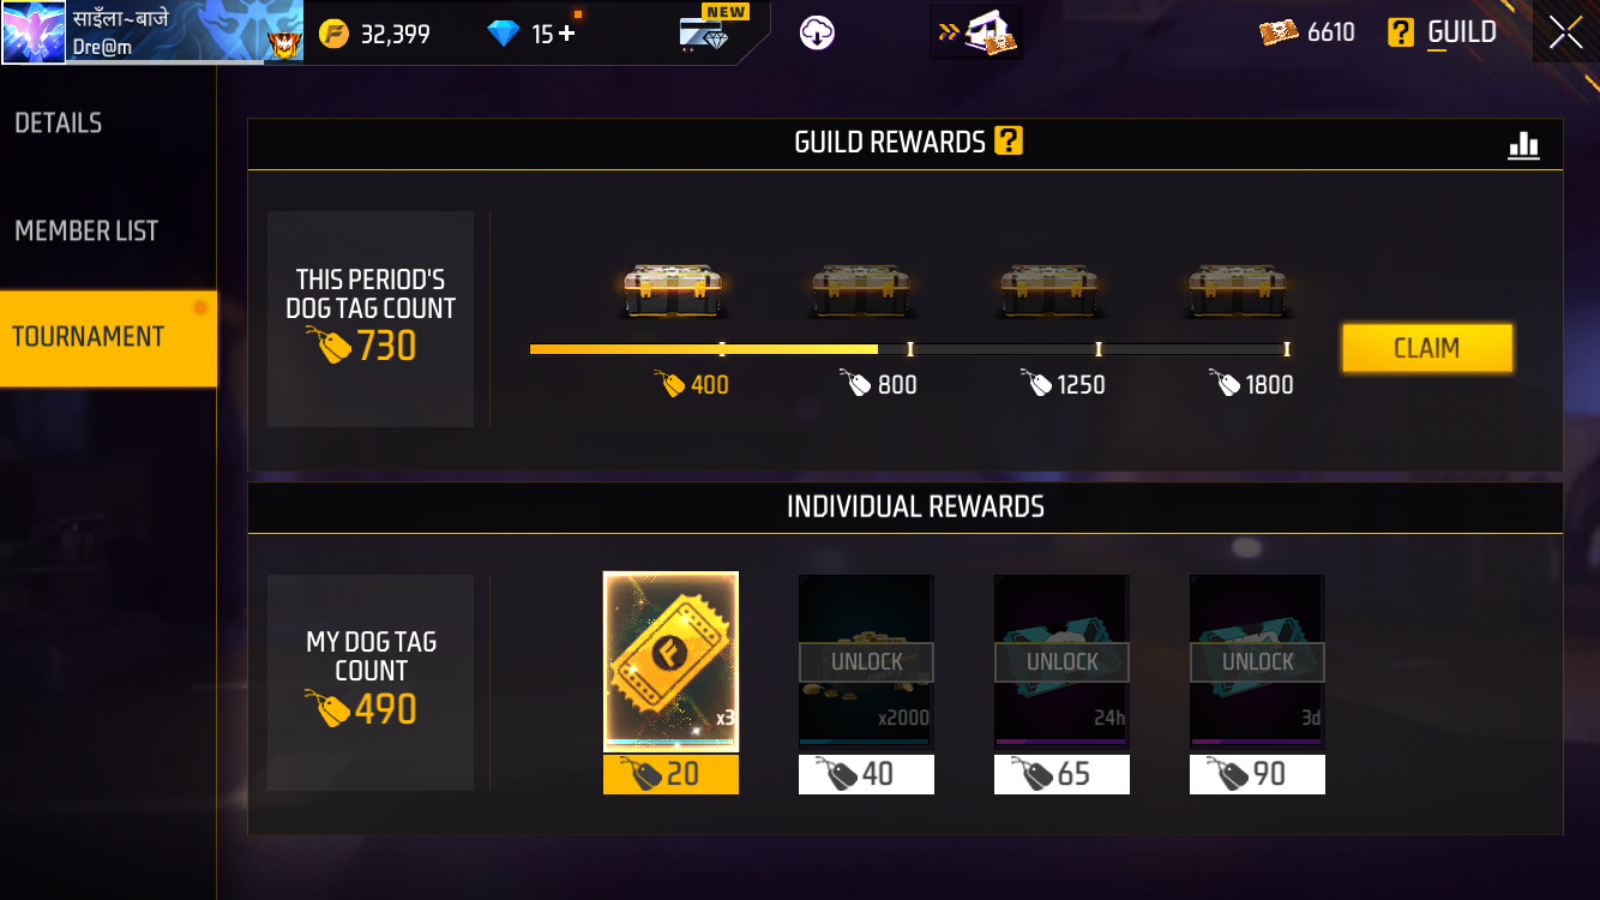 साइँला~बाजे
Dre@m
32,399
15+
NEW
6610
? GUILD
DETAILS
MEMBER LIST
TOURNAMENT
GUILD REWARDS ?
THIS PERIOD'S
DOG TAG COUNT
730
400
800
1250
1800
CLAIM
INDIVIDUAL REWARDS
MY DOG TAG
COUNT
490
x3
20
UNLOCK
x2000
40
UNLOCK
24h
65
UNLOCK
3d
90